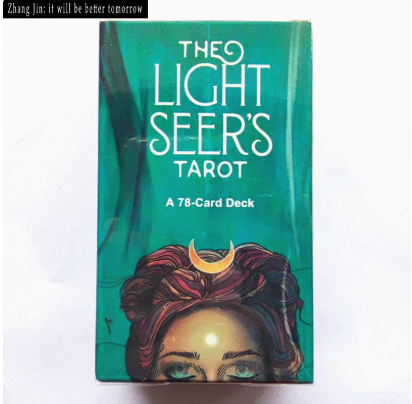 Zhang Jin: it will be better tomorrow
THE
LIGHT
SEER'S
TAROT
A 78-Card Deck